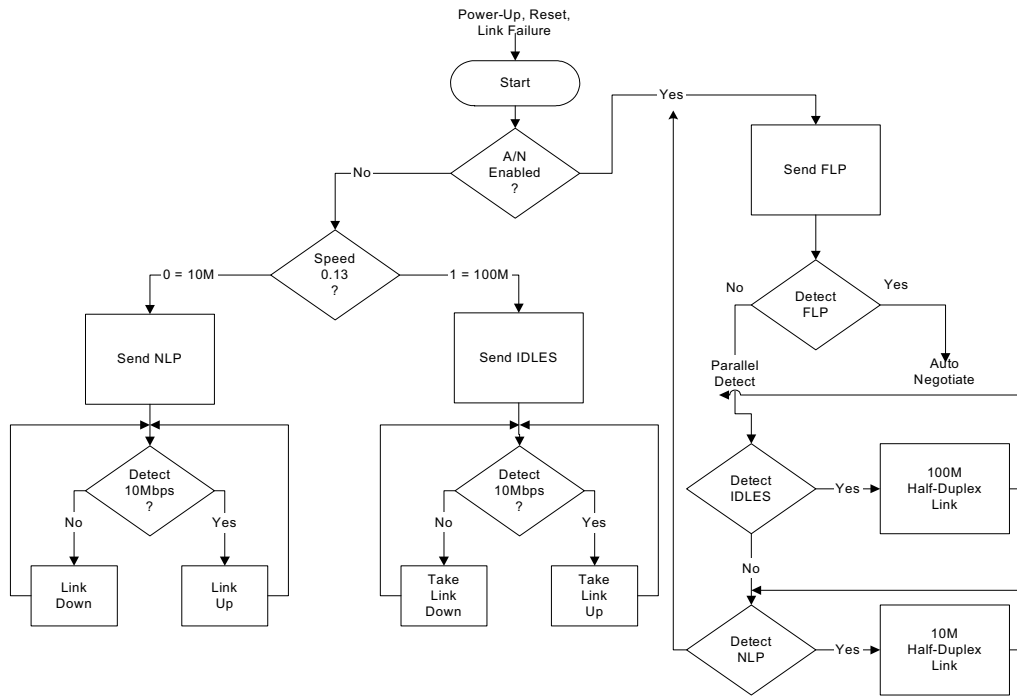 Power-Up, Reset,
Link Failure
Start
A/N
Enabled
?
No
Yes
Send FLP
Speed
0.13
?
0 = 10M
1 = 100M
Detect
FLP
No
Yes
Send NLP
Send IDLES
Parallel
Detect
Auto
Negotiate
Detect
10Mbps
?
No
Yes
Link
Down
Link
Up
Detect
10Mbps
?
No
Yes
Take
Link
Down
Take
Link
Up
Detect
IDLES
Yes
100M
Half-Duplex
Link
No
Detect
NLP
Yes
10M
Half-Duplex
Link